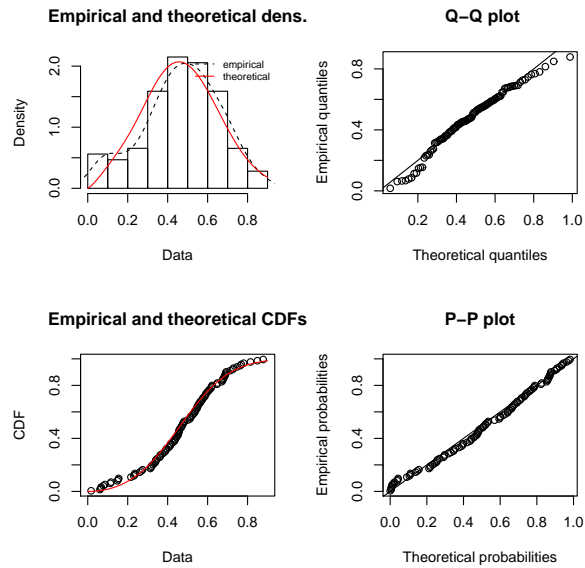 Empirical and theoretical dens.
Density
0.0 1.0 2.0
empirical
theoretical
0.0 0.2 0.4 0.6 0.8
Data
Q−Q plot
Empirical quantiles
0.0 0.4 0.8
0.2 0.4 0.6 0.8 1.0
Theoretical quantiles
Empirical and theoretical CDFs
CDF
0.0 0.4 0.8
0.0 0.2 0.4 0.6 0.8
Data
P−P plot
Empirical probabilities
0.0 0.4 0.8
0.0 0.2 0.4 0.6 0.8 1.0
Theoretical probabilities